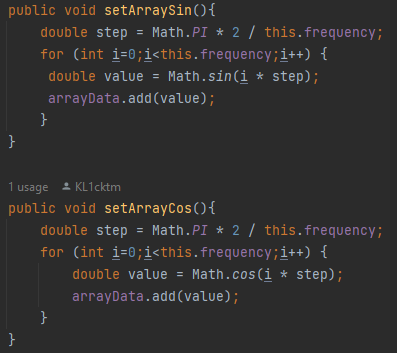 public void setArraySin(){
    double step = Math.PI * 2 / this.frequency;
    for (int i=0;i<this.frequency;i++) {
     double value = Math.sin(i * step);
     arrayData.add(value);
    }
}
1 usage KL1cktm
public void setArrayCos(){
    double step = Math.PI * 2 / this.frequency;
    for (int i=0;i<this.frequency;i++) {
        double value = Math.cos(i * step);
        arrayData.add(value);
    }
}